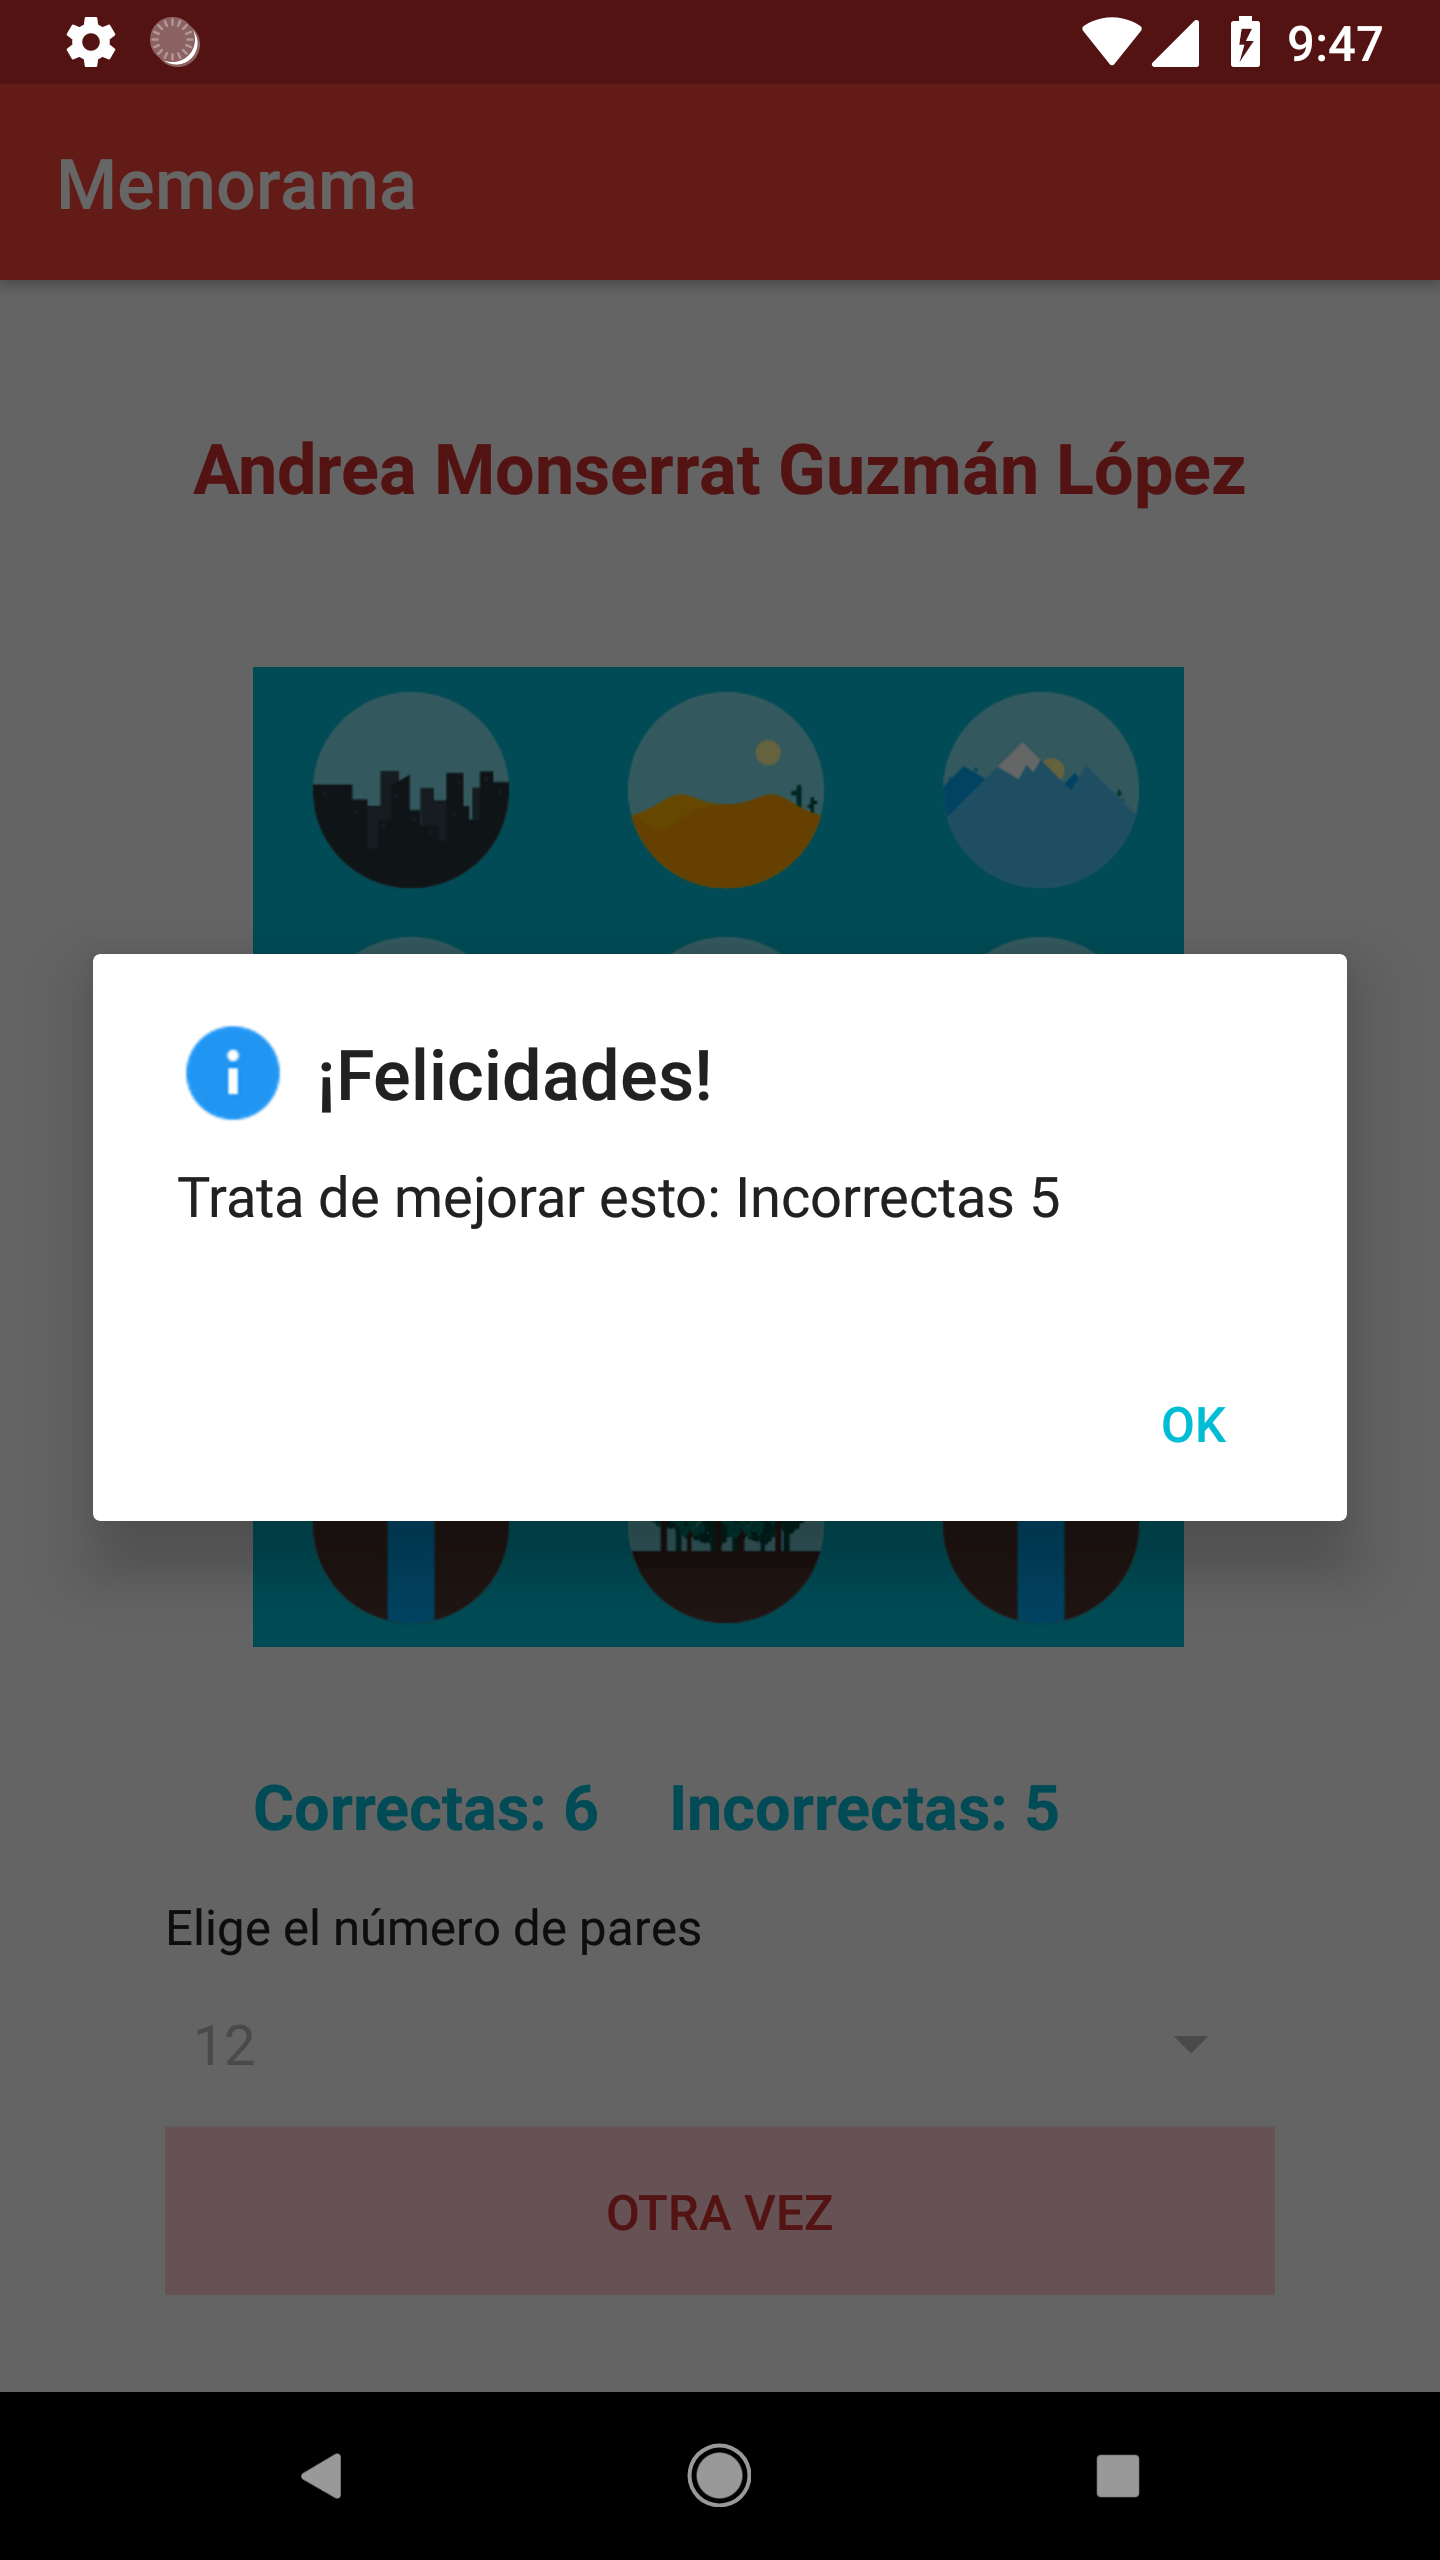 9:47
Memorama
Andrea Monserrat Guzmán López
¡Felicidades!
Trata de mejorar esto: Incorrectas 5
OK
Correctas: 6 Incorrectas: 5
Elige el número de pares
12
OTRA VEZ